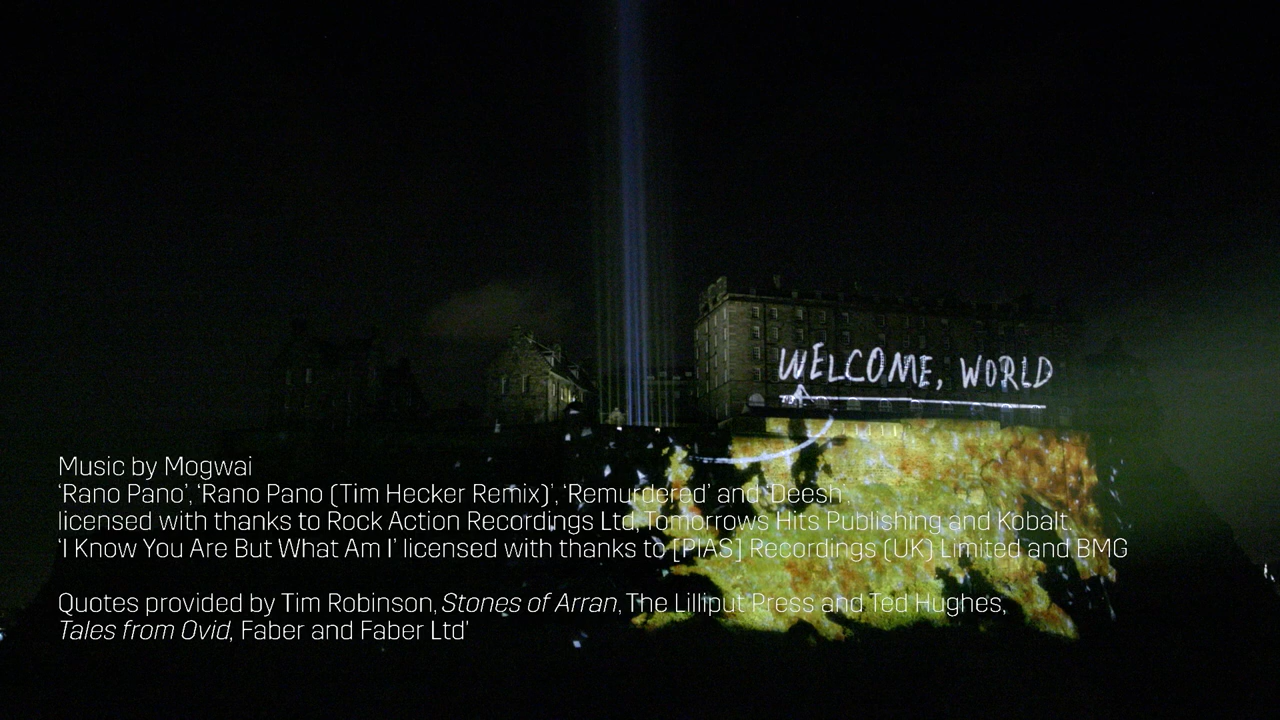 WELCOME, WORLD
Music by Mogwai
‘Rano Pano’, ‘Rano Pano (Tim Hecker Remix)’, ‘Remurdered’ and ‘Deesh’,
licensed with thanks to Rock Action Recordings Ltd, Tomorrows Hits Publishing and Kobalt.
‘I Know You Are But What Am I’ licensed with thanks to [PIAS] Recordings (UK) Limited and BMG
Quotes provided by Tim Robinson, Stones of Arran, The Lilliput Press and Ted Hughes,
Tales from Ovid, Faber and Faber Ltd’